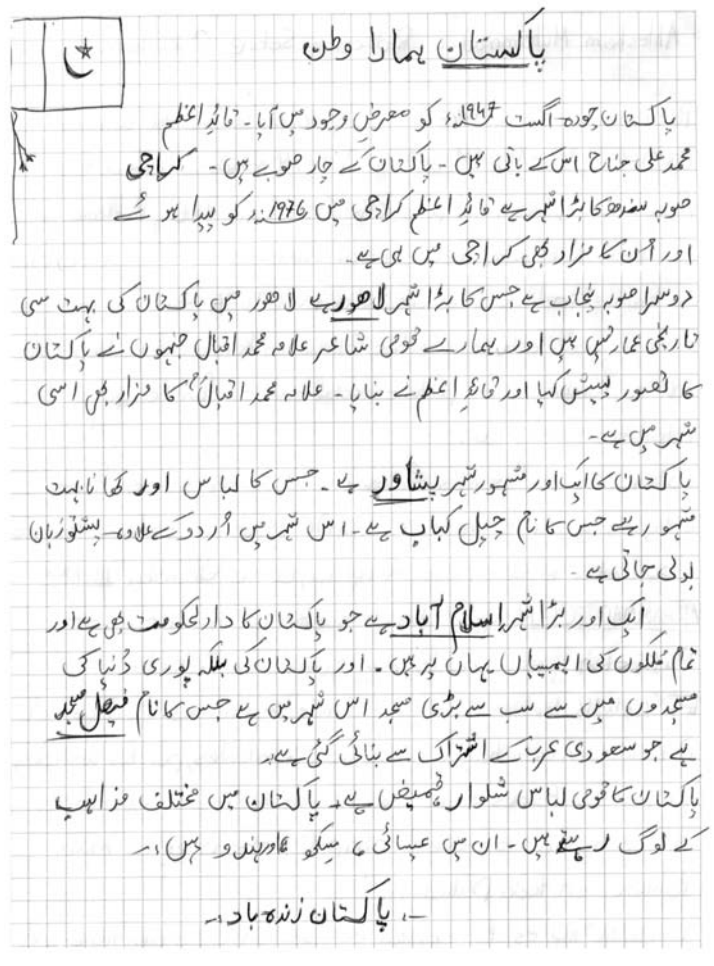 پاکستان ہمارا وطن
پاکستان چودہ اگست 1947ء کو معرضِ وجود میں آیا۔ قائدِ اعظم
محمد علی جناح اس کے بانی ہیں۔ پاکستان کے چار صوبے ہیں۔ کراچی
صوبہ سندھ کا بڑا شہر ہے قائدِ اعظم کراچی میں 1976ء کو پیدا ہوئے
اور اُن کا مزار بھی کراچی میں ہی ہے۔
دوسرا صوبہ پنجاب ہے جس کا بڑا شہر لاھور ہے لاھور میں پاکستان کی بہت سی
تاریخی عمارتیں ہیں اور ہمارے قومی شاعر علامہ محمد اقبال جنہوں نے پاکستان
کا تصور پیش کیا اور قائدِ اعظم نے بنایا۔ علامہ محمد اقبالؒ کا مزار بھی اسی
شہر میں ہے۔
پاکستان کا ایک اور مشہور شہر پشاور ہے۔ جس کا لباس اور کھانا بہت
مشہور ہے جس کا نام چپل کباب ہے۔ اس شہر میں اُردو کے علاوہ پشتو زبان
بولی جاتی ہے۔
ایک اور بڑا شہر اسلام آباد ہے جو پاکستان کا دارلحکومت بھی ہے اور
تمام مُلکوں کی ایمبیسیاں یہاں پر ہیں۔ اور پاکستان کی بلکہ پوری دُنیا کی
مسجدوں میں سے سب سے بڑی مسجد اس شہر میں ہے جس کا نام فیصل مسجد
ہے جو سعودی عرب کے اشتراک سے بنائی گئی ہے۔
پاکستان کا قومی لباس شلوار قمیض ہے۔ پاکستان میں مختلف مذاہب
کے لوگ رہتے ہیں۔ ان میں عیسائی، سکھ اور ہندو ہیں۔
پاکستان زندہ باد۔